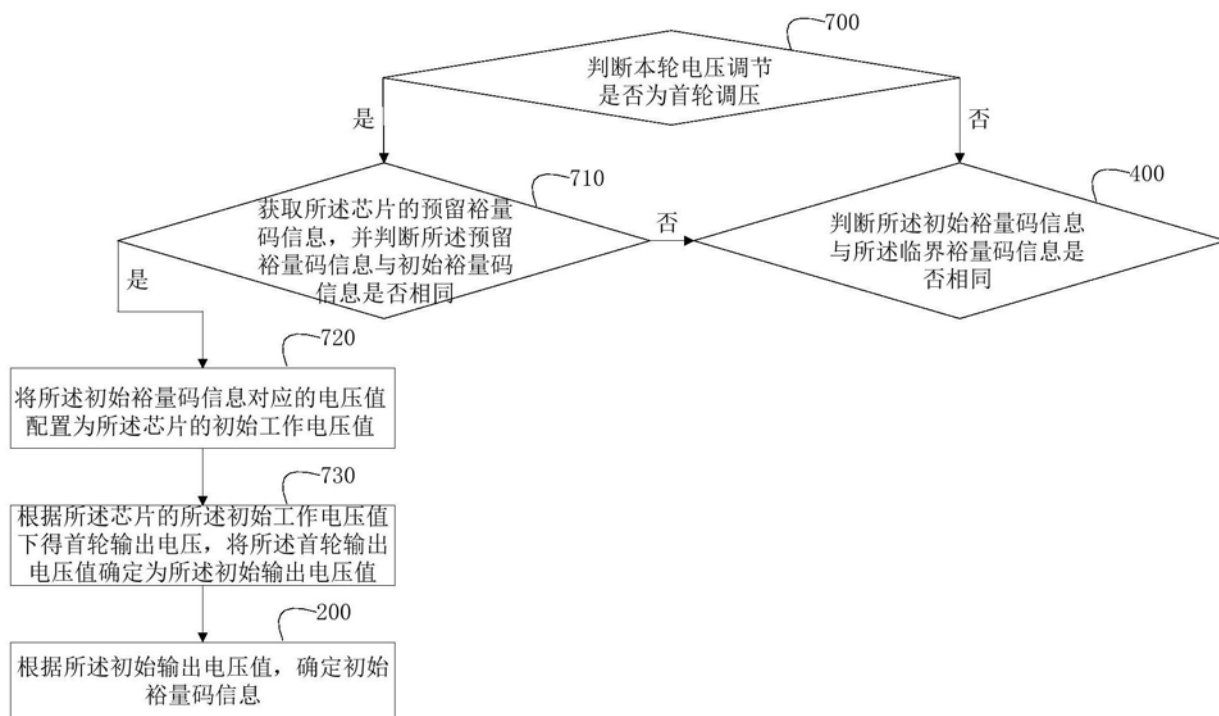 700
判断本轮电压调节
是否为首轮调压
是
否
710
获取所述芯片的预留裕量
码信息，并判断所述预留
裕量码信息与初始裕量码
信息是否相同
否
400
判断所述初始裕量码信息
与所述临界裕量码信息是
否相同
是
720
将所述初始裕量码信息对应的电压值
配置为所述芯片的初始工作电压值
730
根据所述芯片的所述初始工作电压值
下得首轮输出电压，将所述首轮输出
电压值确定为所述初始输出电压值
200
根据所述初始输出电压值，确定初始
裕量码信息